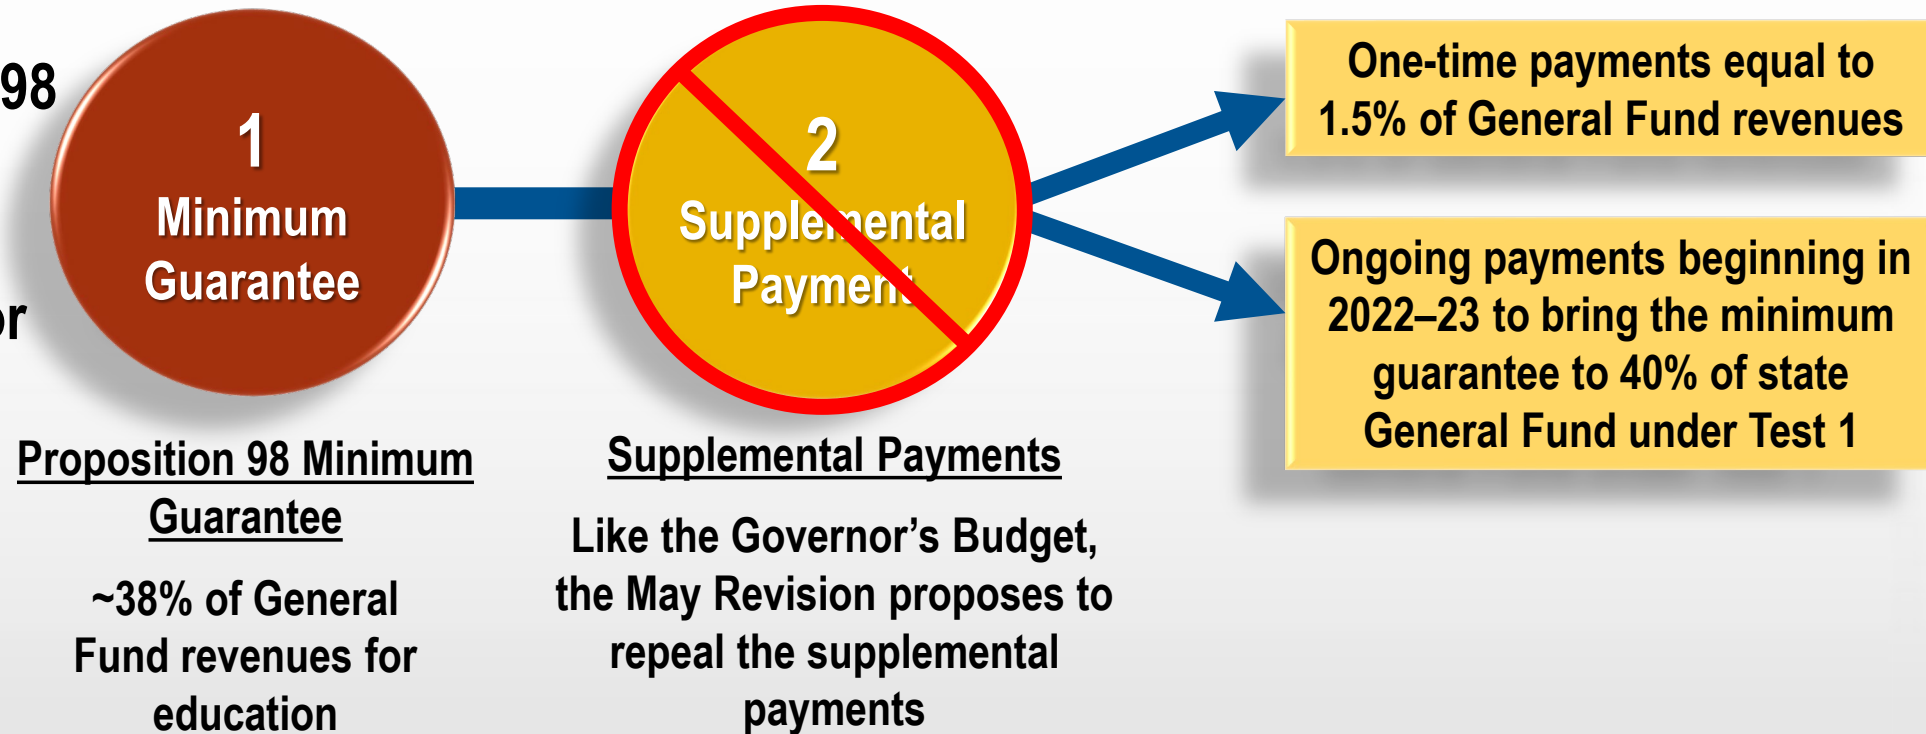 98
or
1
Minimum
Guarantee
Proposition 98 Minimum
Guarantee
~38% of General
Fund revenues for
education
2
Supplemental
Payment
Supplemental Payments
Like the Governor’s Budget,
the May Revision proposes to
repeal the supplemental
payments
One-time payments equal to
1.5% of General Fund revenues
Ongoing payments beginning in
2022–23 to bring the minimum
guarantee to 40% of state
General Fund under Test 1